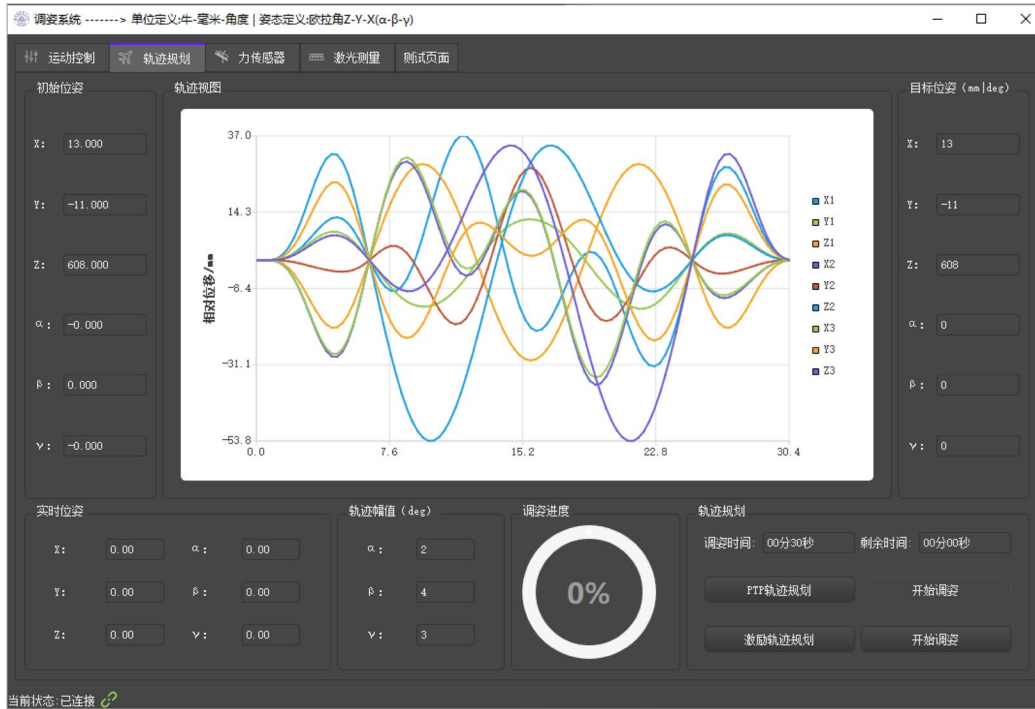 调姿系统 -------> 单位定义:牛-毫米-角度 | 姿态定义:欧拉角Z-Y-X(α-β-γ)
运动控制 轨迹规划 力传感器 激光测量 测试页面
初始位姿
X: 13.000
Y: -11.000
Z: 608.000
α: -0.000
β: 0.000
γ: -0.000
轨迹视图
37.0
14.3
-8.4
-31.1
-53.8
相对位移/mm
0.0 7.6 15.2 22.8 30.4
X1
Y1
Z1
X2
Y2
Z2
X3
Y3
Z3
目标位姿(mm|deg)
X: 13
Y: -11
Z: 608
α: 0
β: 0
γ: 0
实时位姿
X: 0.00 α: 0.00
Y: 0.00 β: 0.00
Z: 0.00 γ: 0.00
轨迹幅值(deg)
α: 2
β: 4
γ: 3
调姿进度
0%
轨迹规划
调姿时间: 00分30秒 剩余时间: 00分00秒
PTP轨迹规划 开始调姿
激励轨迹规划 开始调姿
当前状态:已连接